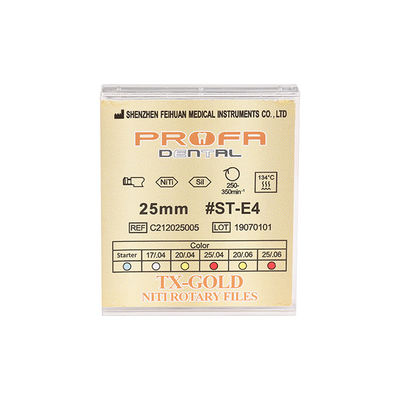 SHENZHEN FEIHUAN MEDICAL INSTRUMENTS CO., LTD
PROFA
DENTAL
NiTi
Sil
250-
350min⁻¹
134°C
25mm #ST-E4
REF C212025005 LOT 19070101
Color
Starter 17/.04 20/.04 25/.04 20/.06 25/.06
TX-GOLD
NITI ROTARY FILES